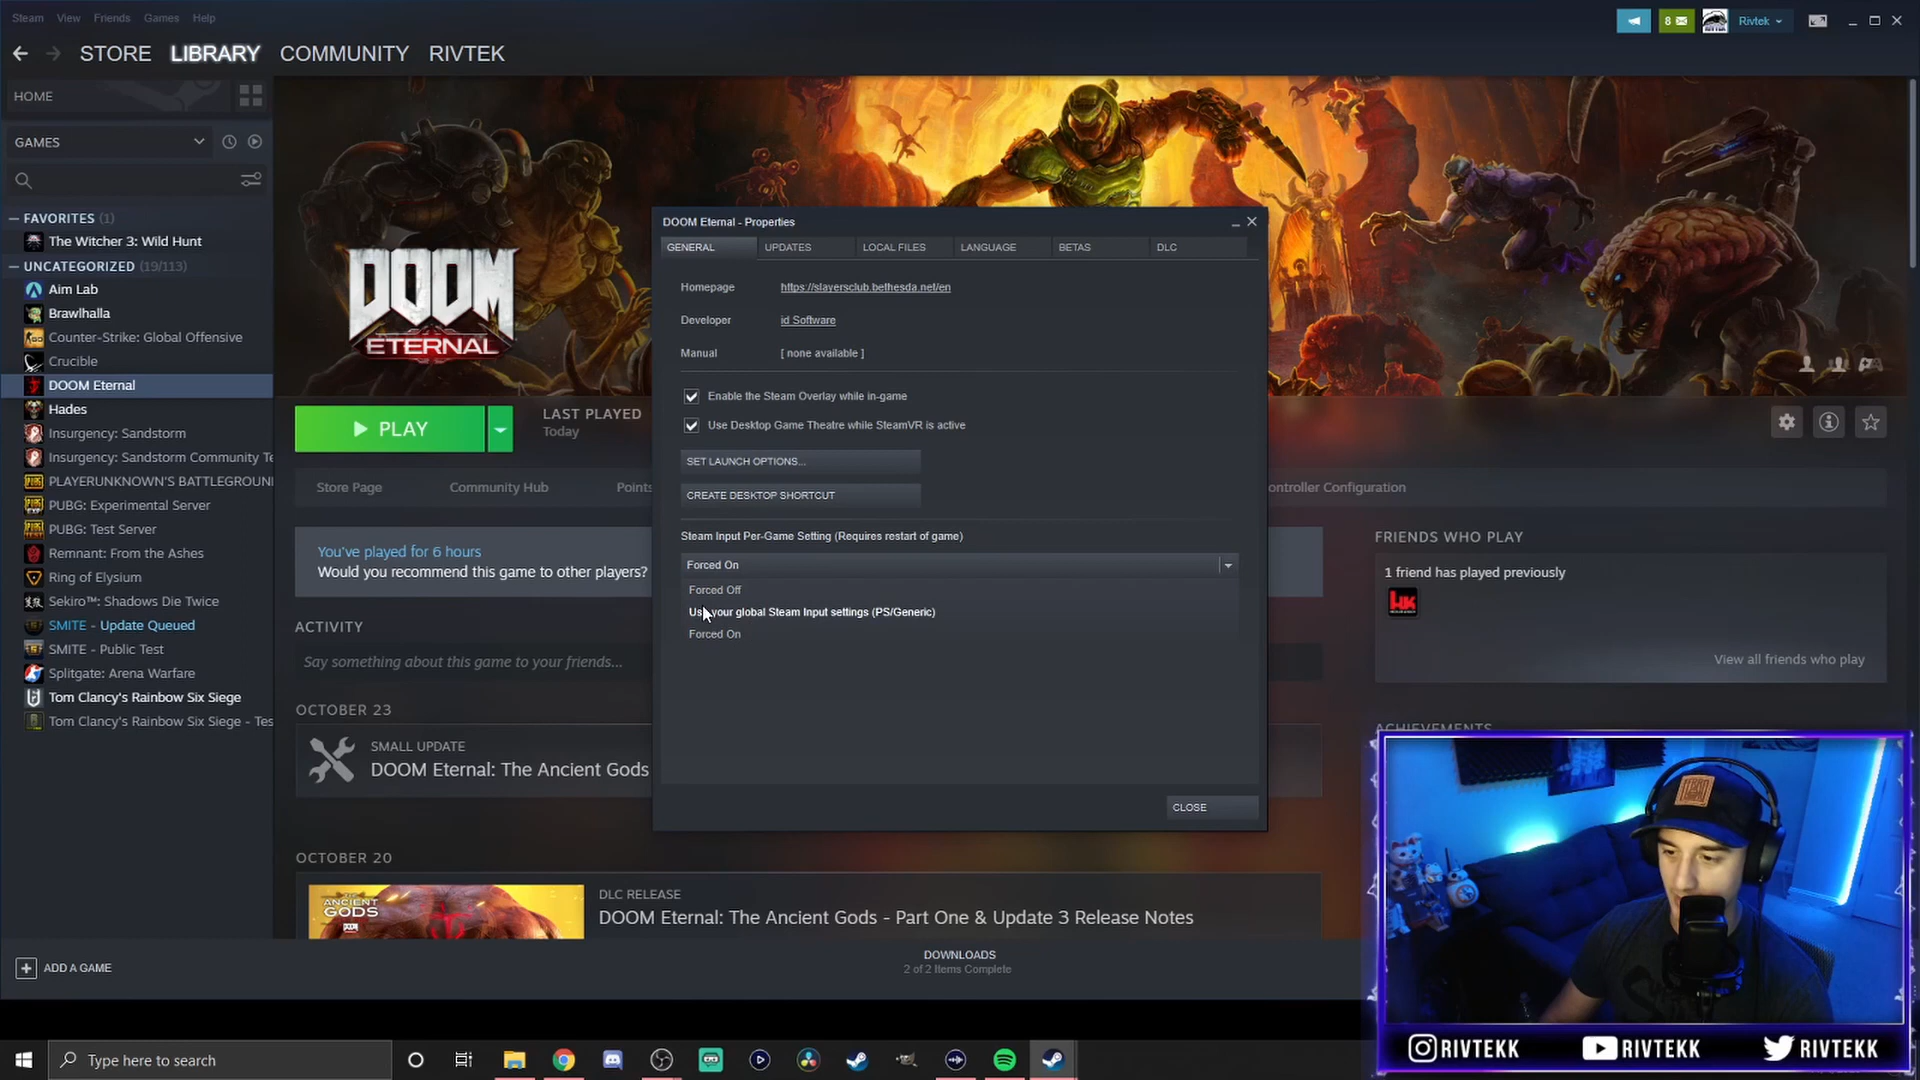 Steam View Friends Games Help
8 Rivtek
STORE LIBRARY COMMUNITY RIVTEK
HOME
GAMES
FAVORITES (1)
The Witcher 3: Wild Hunt
UNCATEGORIZED (19/113)
Aim Lab
Brawlhalla
Counter-Strike: Global Offensive
Crucible
DOOM Eternal
Hades
Insurgency: Sandstorm
Insurgency: Sandstorm Community Te
PLAYERUNKNOWN'S BATTLEGROUN
PUBG: Experimental Server
PUBG: Test Server
Remnant: From the Ashes
Ring of Elysium
Sekiro™: Shadows Die Twice
SMITE - Update Queued
SMITE - Public Test
Splitgate: Arena Warfare
Tom Clancy's Rainbow Six Siege
Tom Clancy's Rainbow Six Siege - Tes
ADD A GAME
DOOM
ETERNAL
PLAY
LAST PLAYED
Today
Store Page Community Hub Points
ontroller Configuration
You've played for 6 hours
Would you recommend this game to other players?
ACTIVITY
Say something about this game to your friends...
OCTOBER 23
SMALL UPDATE
DOOM Eternal: The Ancient Gods
OCTOBER 20
ANCIENT
GODS
DLC RELEASE
DOOM Eternal: The Ancient Gods - Part One & Update 3 Release Notes
DOOM Eternal - Properties
GENERAL UPDATES LOCAL FILES LANGUAGE BETAS DLC
Homepage https://slayersclub.bethesda.net/en
Developer id Software
Manual [ none available ]
Enable the Steam Overlay while in-game
Use Desktop Game Theatre while SteamVR is active
SET LAUNCH OPTIONS...
CREATE DESKTOP SHORTCUT
Steam Input Per-Game Setting (Requires restart of game)
Forced On
Forced Off
your global Steam Input settings (PS/Generic)
Forced On
CLOSE
FRIENDS WHO PLAY
1 friend has played previously
View all friends who play
ACHIEVEMENTS
DOWNLOADS
2 of 2 Items Complete
Type here to search
RIVTEKK RIVTEKK RIVTEKK